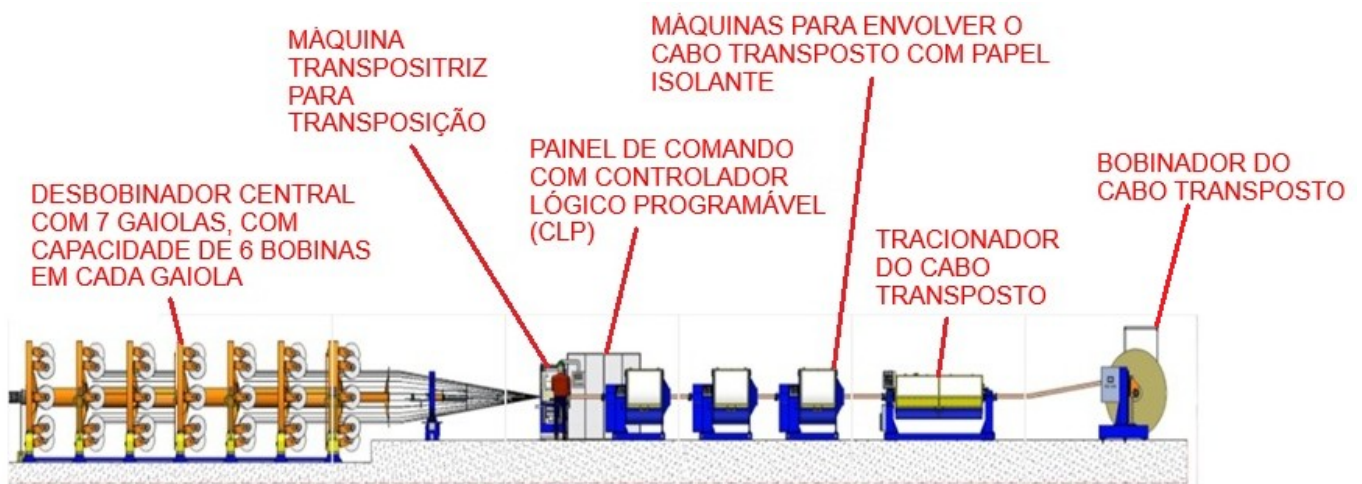 MÁQUINA
TRANSPOSITRIZ
PARA
TRANSPOSIÇÃO
MÁQUINAS PARA ENVOLVER O
CABO TRANSPOSTO COM PAPEL
ISOLANTE
PAINEL DE COMANDO
COM CONTROLADOR
LÓGICO PROGRAMÁVEL
(CLP)
BOBINADOR DO
CABO TRANSPOSTO
DESBOBINADOR CENTRAL
COM 7 GAIOLAS, COM
CAPACIDADE DE 6 BOBINAS
EM CADA GAIOLA
TRACIONADOR
DO CABO
TRANSPOSTO